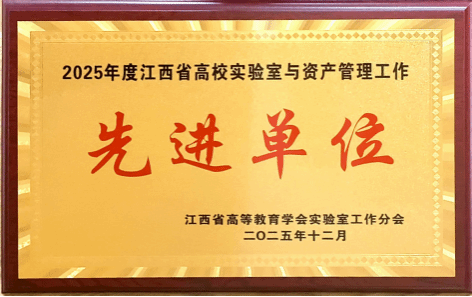 2025年度江西省高校实验室与资产管理工作
先进单位
江西省高等教育学会实验室工作分会
二〇二五年十二月